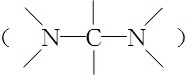 ( N—C—N )